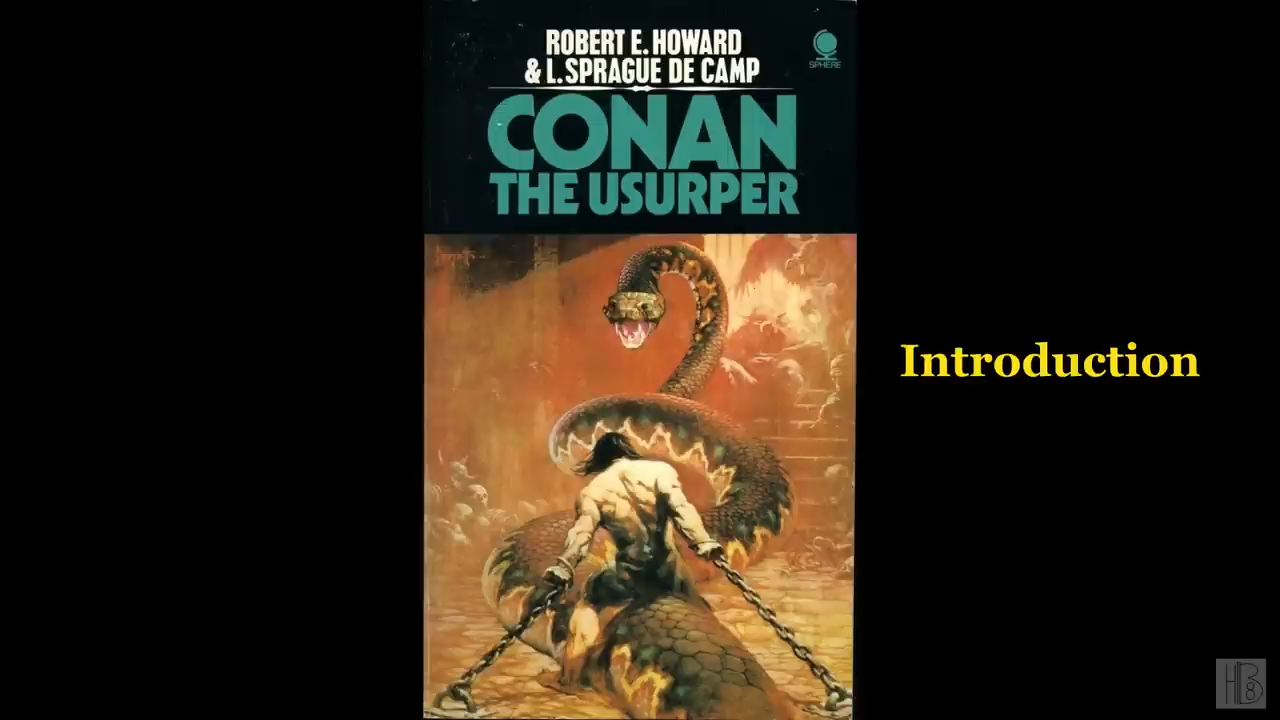 ROBERT E. HOWARD
& L. SPRAGUE DE CAMP
SPHERE
CONAN
THE USURPER
Introduction